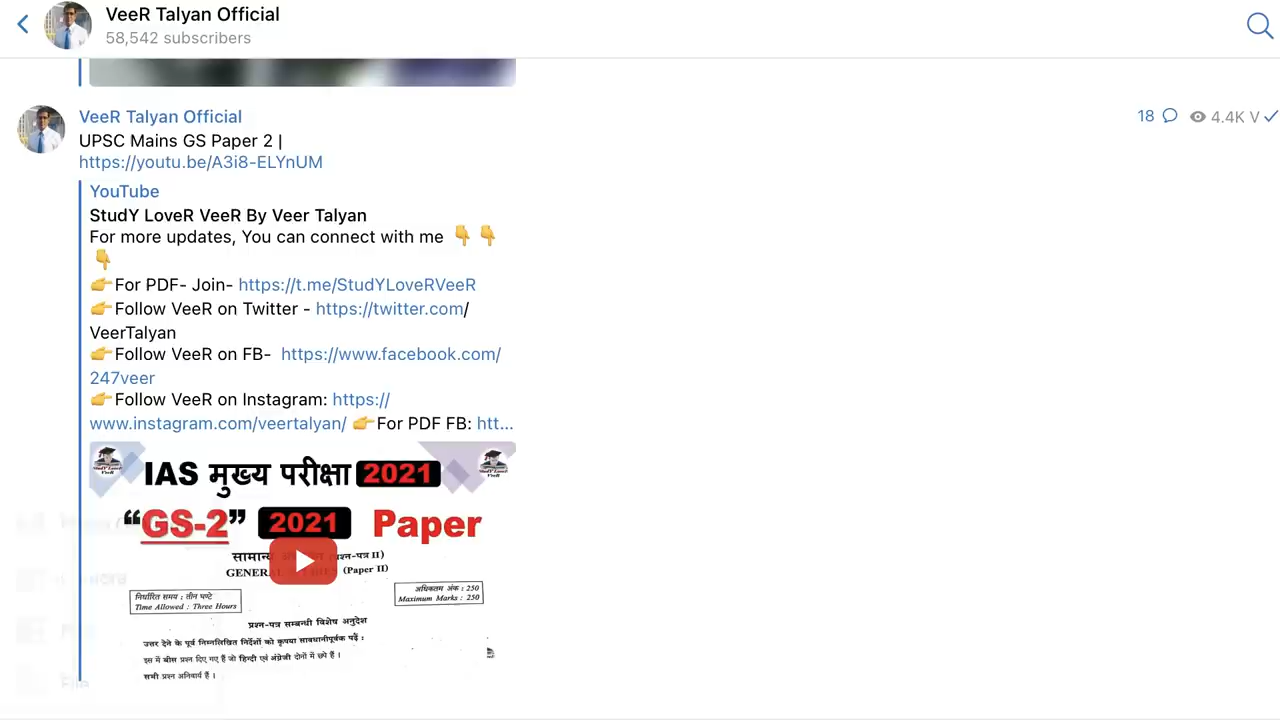 VeeR Talyan Official
58,542 subscribers
VeeR Talyan Official
18 4.4K V
UPSC Mains GS Paper 2 |
https://youtu.be/A3i8-ELYnUM
YouTube
StudY LoveR VeeR By Veer Talyan
For more updates, You can connect with me 👇👇
👇
👉For PDF- Join- https://t.me/StudYLoveRVeeR
👉Follow VeeR on Twitter - https://twitter.com/
VeerTalyan
👉Follow VeeR on FB- https://www.facebook.com/
247veer
👉Follow VeeR on Instagram: https://
www.instagram.com/veertalyan/ 👉For PDF FB: htt...
IAS मुख्य परीक्षा 2021
“GS-2” 2021 Paper
(प्रश्न-पत्र II)
GENERAL (Paper II)
निर्धारित समय : तीन घण्टे
Time Allowed : Three Hours
अधिकतम अंक : 250
Maximum Marks : 250
प्रश्न-पत्र सम्बन्धी विशेष अनुदेश
उत्तर देने के पूर्व निम्नलिखित निर्देशों को कृपया सावधानीपूर्वक पढ़ें :
इस में बीस प्रश्न दिए गए हैं जो हिन्दी एवं अंग्रेजी दोनों में छपे हैं ।
सभी प्रश्न अनिवार्य हैं ।
File